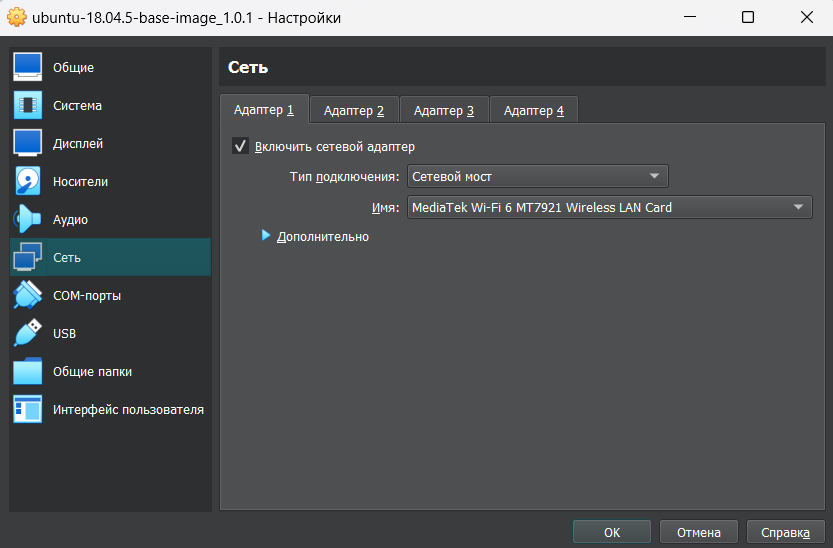 ubuntu-18.04.5-base-image_1.0.1 - Настройки
Общие
Система
Дисплей
Носители
Аудио
Сеть
COM-порты
USB
Общие папки
Интерфейс пользователя
Сеть
Адаптер 1 Адаптер 2 Адаптер 3 Адаптер 4
Включить сетевой адаптер
Тип подключения: Сетевой мост
Имя: MediaTek Wi-Fi 6 MT7921 Wireless LAN Card
Дополнительно
OK Отмена Справка